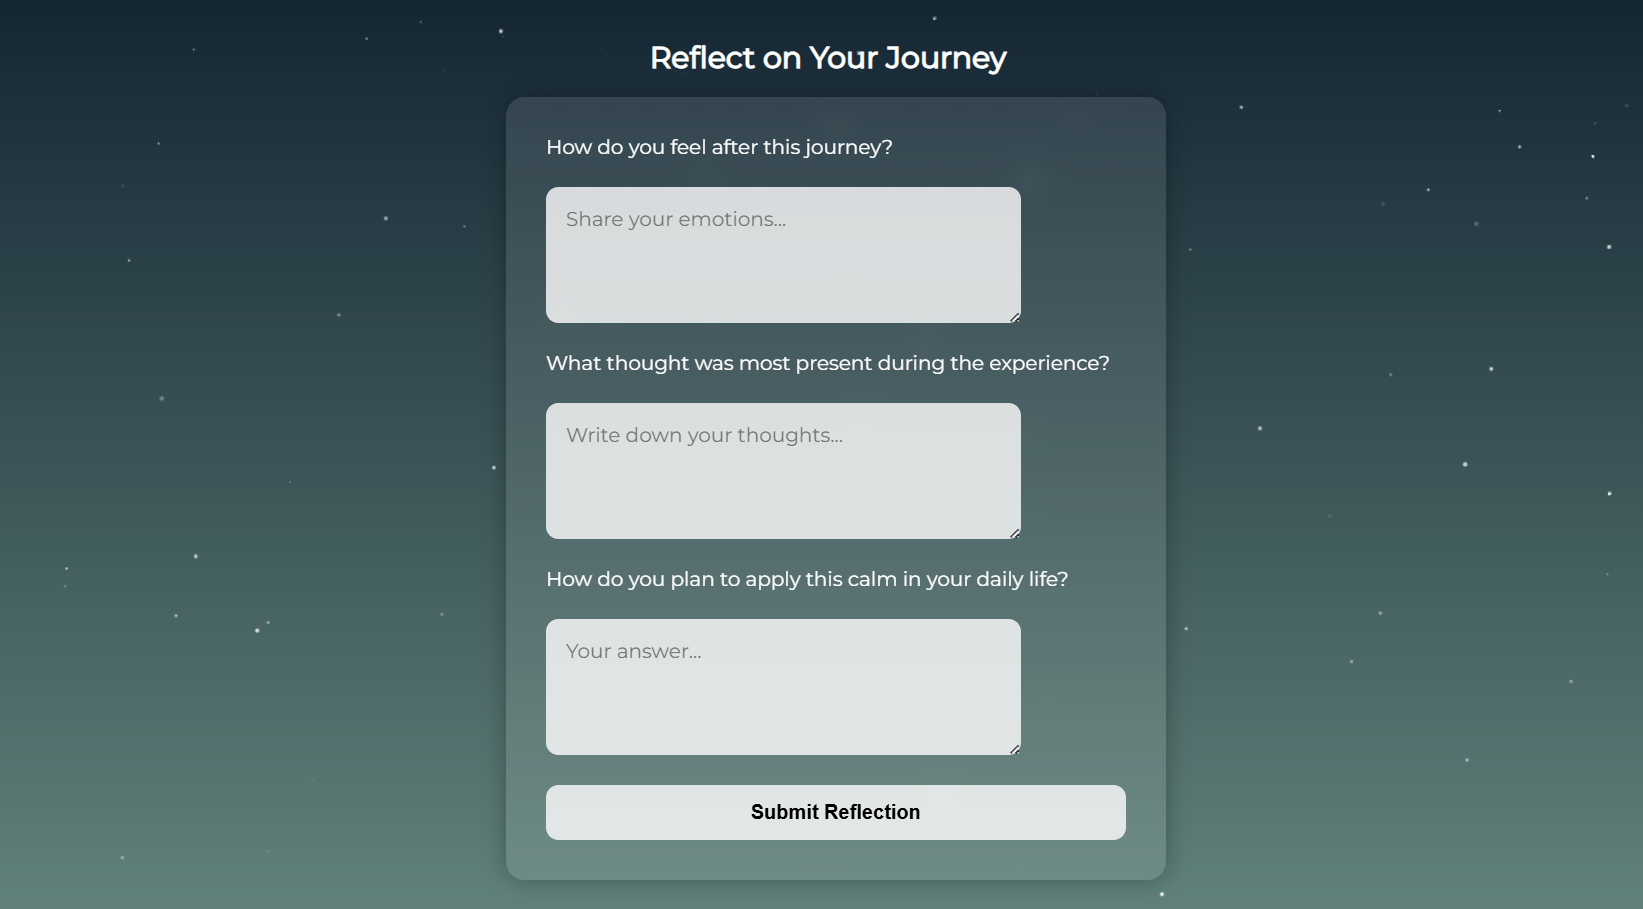 Reflect on Your Journey
How do you feel after this journey?
Share your emotions...
What thought was most present during the experience?
Write down your thoughts...
How do you plan to apply this calm in your daily life?
Your answer...
Submit Reflection